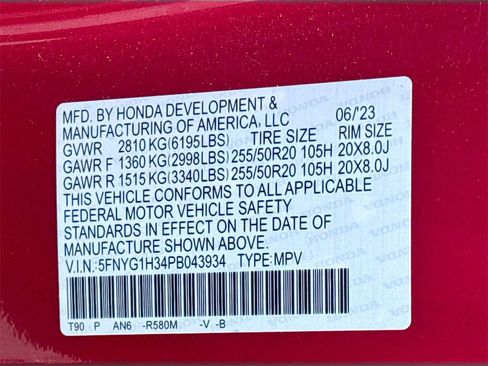 MFD. BY HONDA DEVELOPMENT &
MANUFACTURING OF AMERICA, LLC 06/'23
GVWR 2810 KG(6195LBS) TIRE SIZE RIM SIZE
GAWR F 1360 KG(2998LBS) 255/50R20 105H 20X8.0J
GAWR R 1515 KG(3340LBS) 255/50R20 105H 20X8.0J
THIS VEHICLE CONFORMS TO ALL APPLICABLE
FEDERAL MOTOR VEHICLE SAFETY
STANDARDS IN EFFECT ON THE DATE OF
MANUFACTURE SHOWN ABOVE.
V.I.N.: 5FNYG1H34PB043934 TYPE: MPV
T90 P AN6 -R580M -V -B